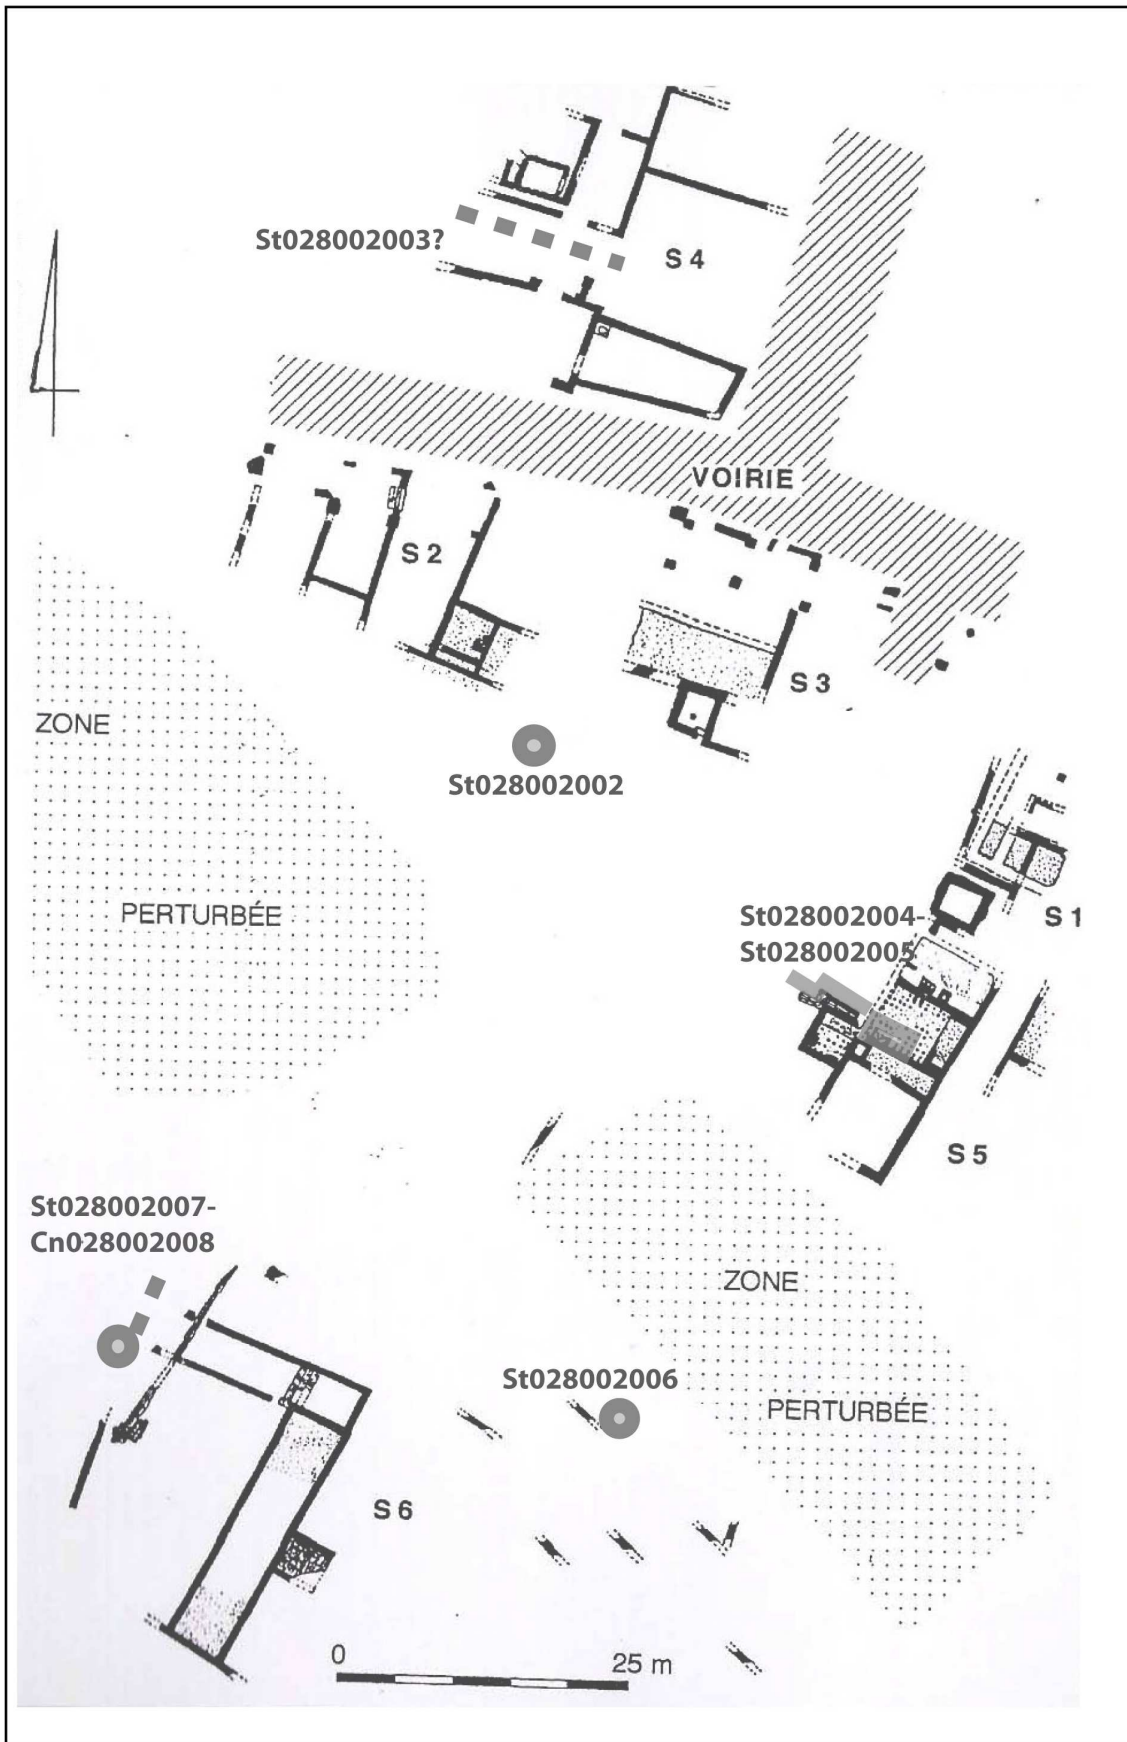 St028002003?
S 4
VOIRIE
S 2
S 3
ZONE
St028002002
PERTURBÉE
St028002004-
St028002005
S 1
S 5
St028002007-
Cn028002008
ZONE
St028002006
PERTURBÉE
S 6
0
25 m